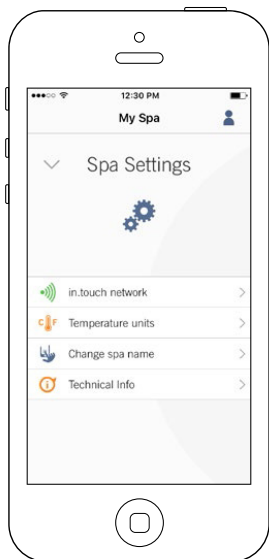 12:30 PM
My Spa
Spa Settings
in.touch network
C F Temperature units
Change spa name
Technical Info